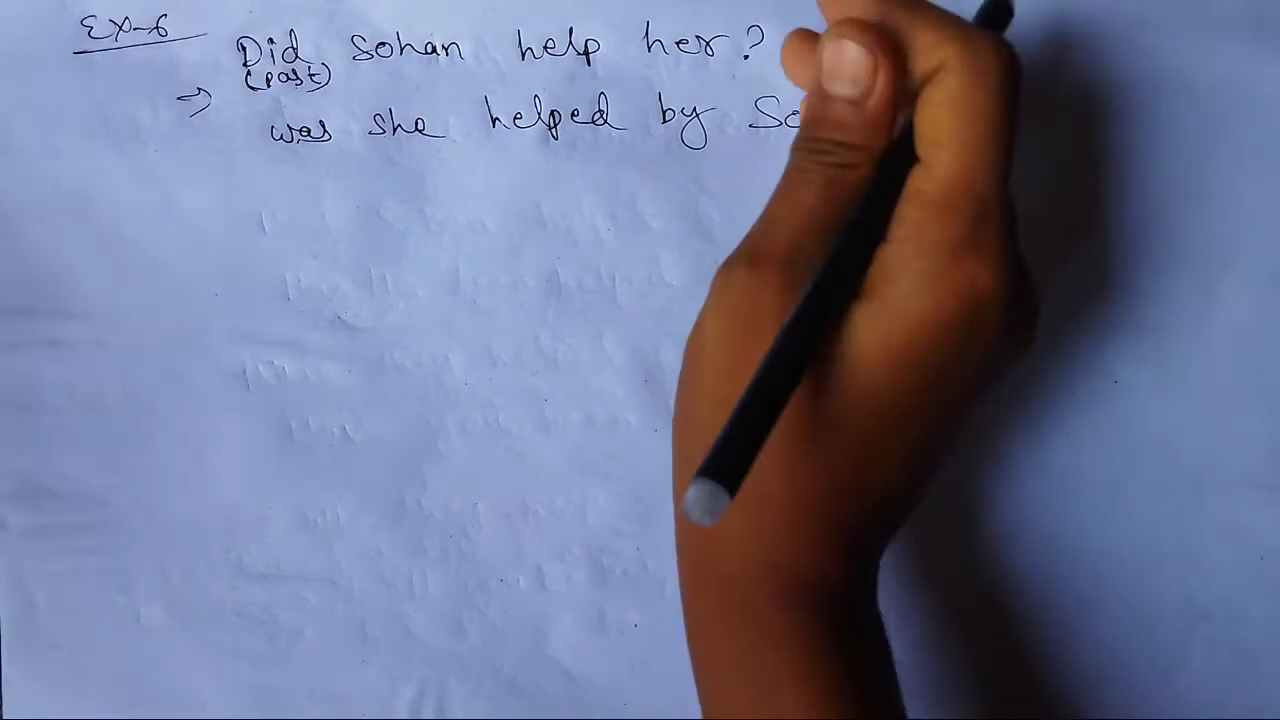 Ex-6
Did Sohan help her?
(past)
→ was she helped by So